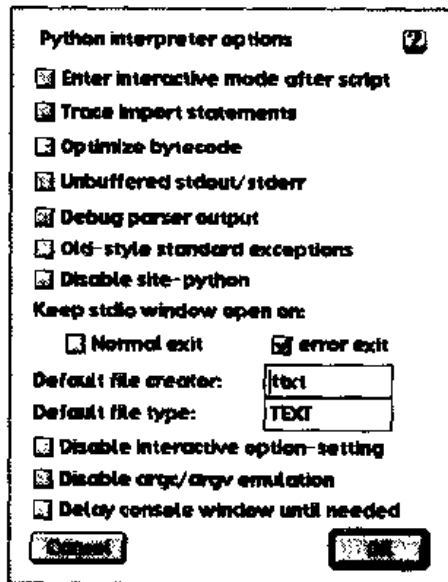 Python interpreter options
Enter interactive mode after script
Trace import statements
Optimize bytecode
Unbuffered stdout/stderr
Debug parser output
Old-style standard exceptions
Disable site-python
Keep stdio window open on:
Normal exit error exit
Default file creator: ttxt
Default file type: TEXT
Disable interactive option-setting
Disable argc/argv emulation
Delay console window until needed
Cancel OK